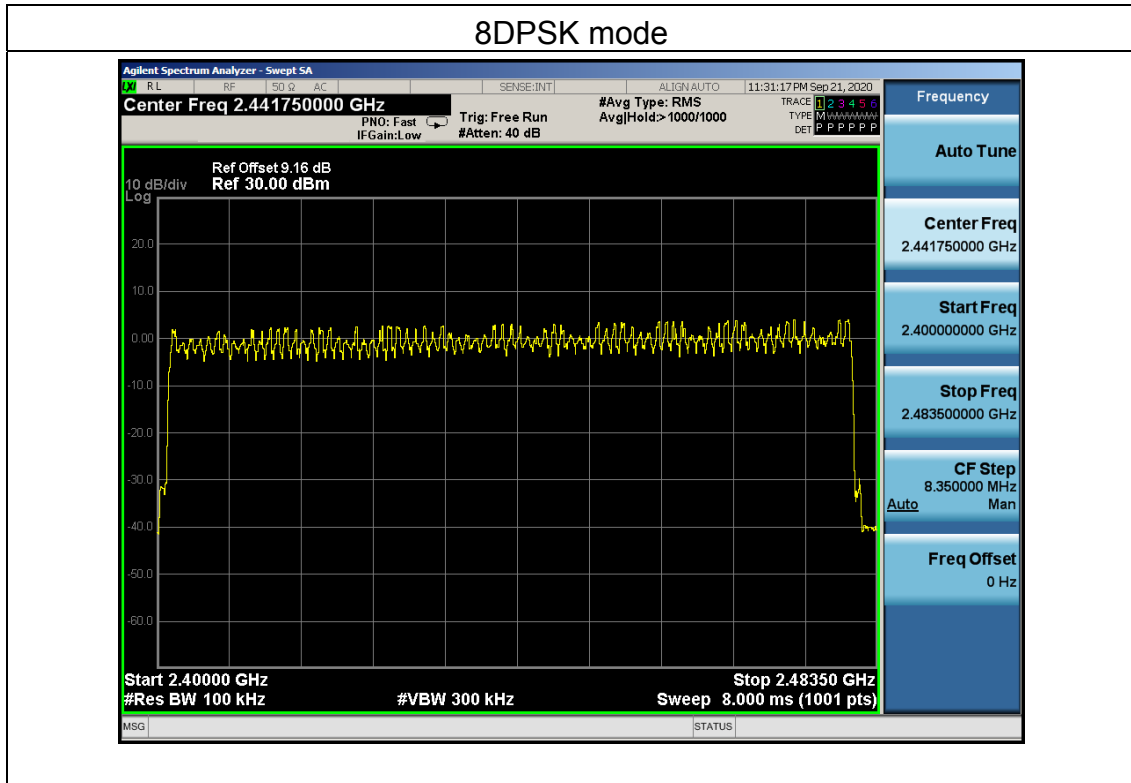 8DPSK mode
Agilent Spectrum Analyzer - Swept SA
LXI RL RF 50 Ω AC SENSE:INT ALIGN AUTO 11:31:17 PM Sep 21, 2020
Center Freq 2.441750000 GHz
PNO: Fast
IFGain:Low
Trig: Free Run
#Atten: 40 dB
#Avg Type: RMS
Avg|Hold:> 1000/1000
TRACE 1 2 3 4 5 6
TYPE M WWWWW
DET P P P P P P
Ref Offset 9.16 dB
10 dB/div Ref 30.00 dBm
Log
20.0
10.0
0.00
-10.0
-20.0
-30.0
-40.0
-50.0
-60.0
Start 2.40000 GHz Stop 2.48350 GHz
#Res BW 100 kHz #VBW 300 kHz Sweep 8.000 ms (1001 pts)
MSG STATUS
Frequency
Auto Tune
Center Freq
2.441750000 GHz
Start Freq
2.400000000 GHz
Stop Freq
2.483500000 GHz
CF Step
8.350000 MHz
Auto Man
Freq Offset
0 Hz